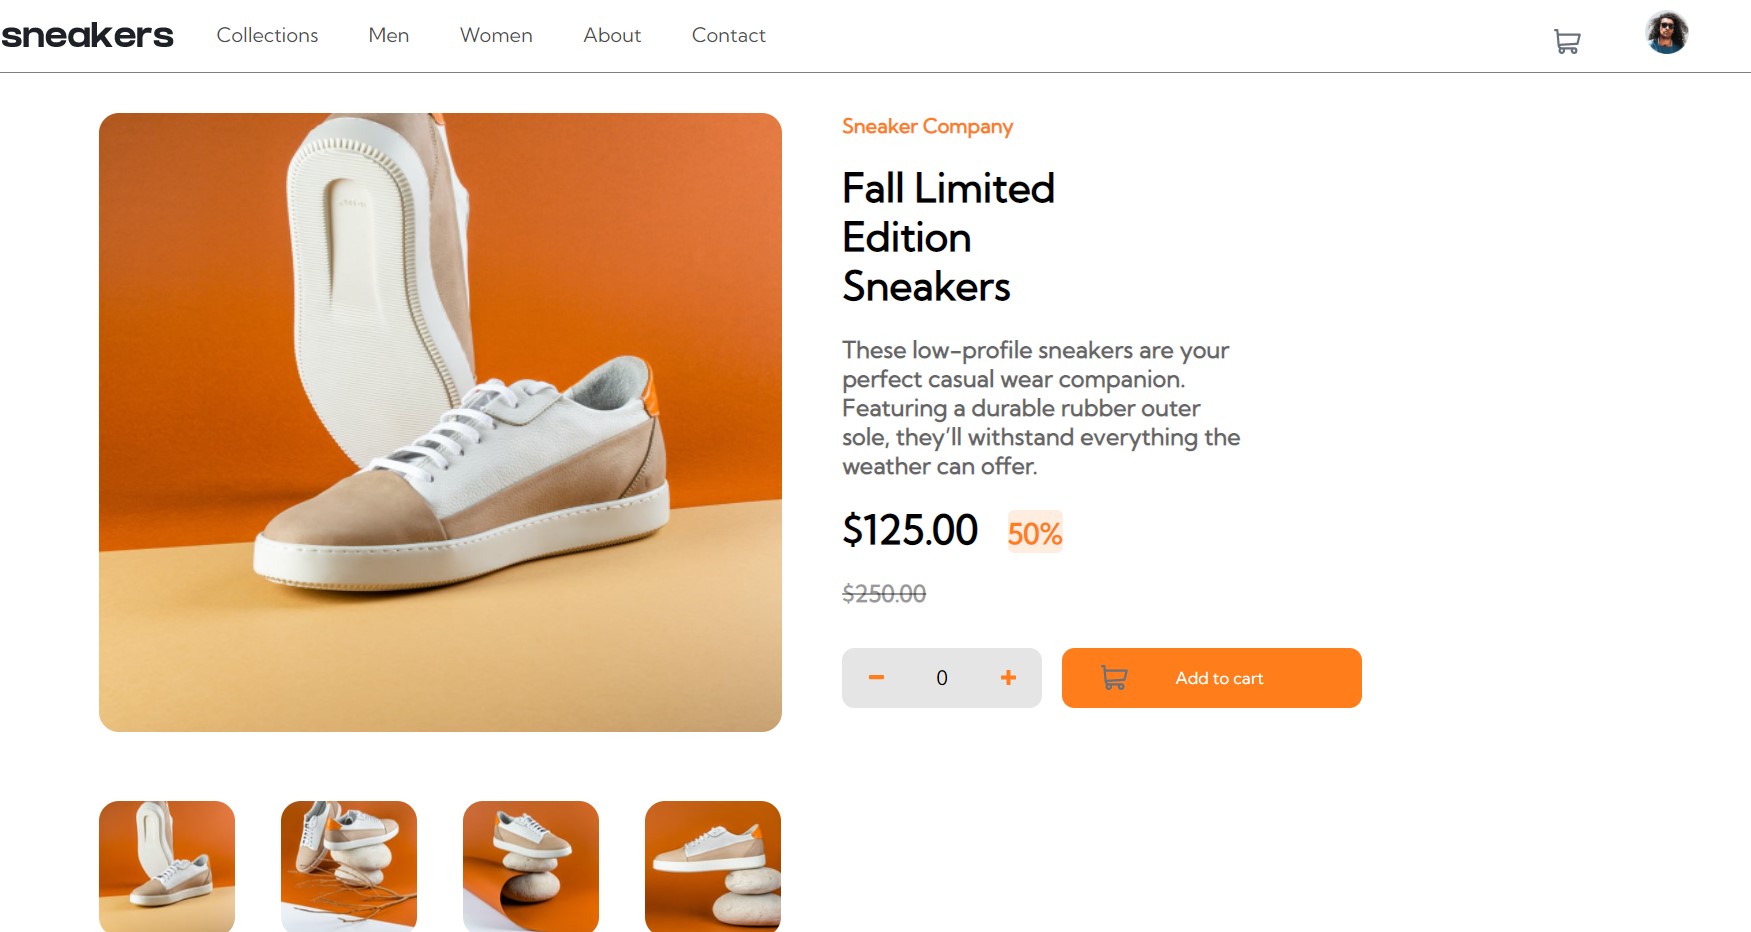 sneakers
Collections Men Women About Contact
Sneaker Company
Fall Limited
Edition
Sneakers
These low-profile sneakers are your
perfect casual wear companion.
Featuring a durable rubber outer
sole, they’ll withstand everything the
weather can offer.
$125.00 50%
$250.00
− 0 +
Add to cart